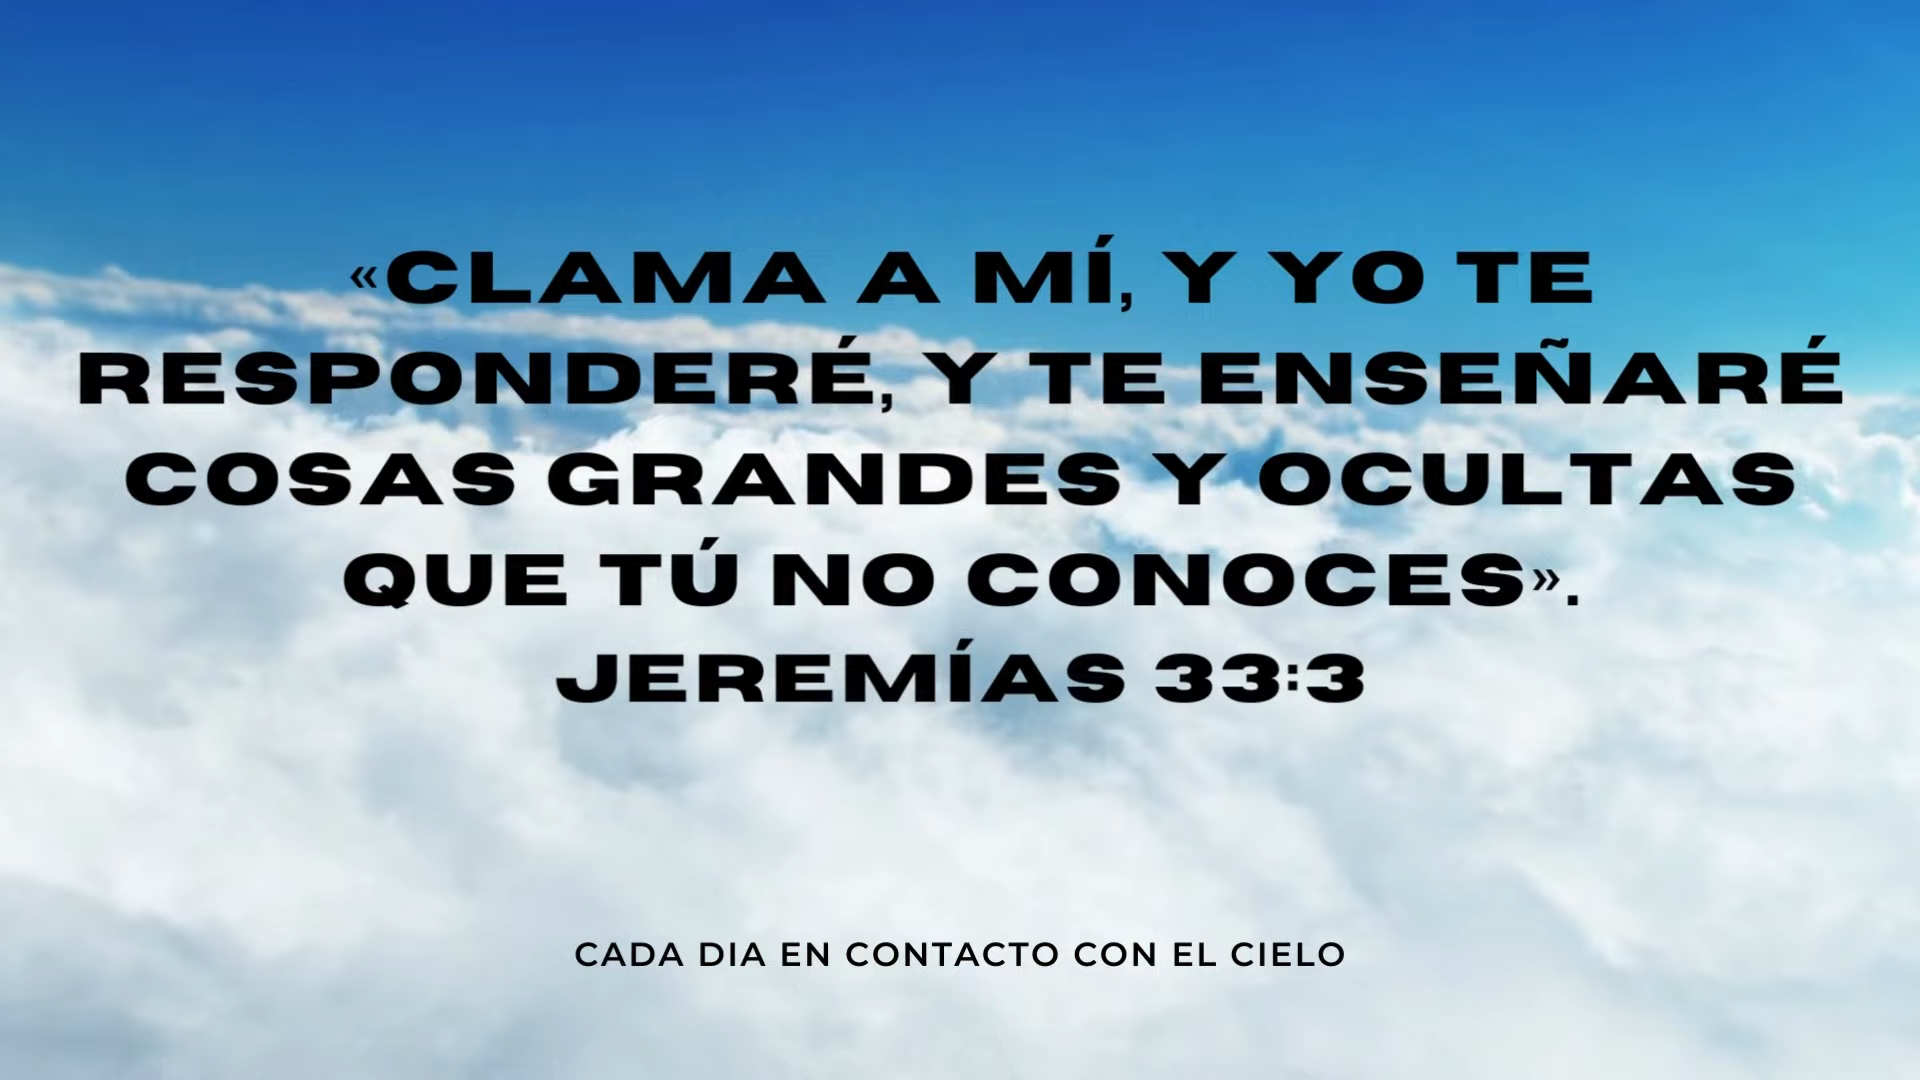 «CLAMA A MÍ, Y YO TE
RESPONDERÉ, Y TE ENSEÑARÉ
COSAS GRANDES Y OCULTAS
QUE TÚ NO CONOCES».
JEREMÍAS 33:3
CADA DIA EN CONTACTO CON EL CIELO